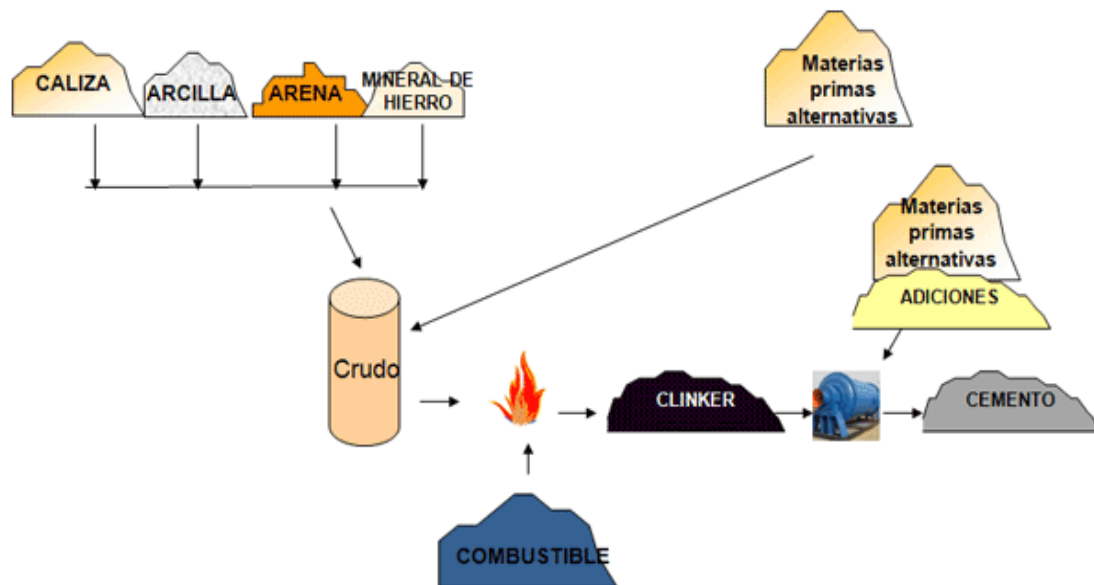 CALIZA
ARCILLA
ARENA
MINERAL DE
HIERRO
Materias
primas
alternativas
Materias
primas
alternativas
ADICIONES
Crudo
CLINKER
CEMENTO
COMBUSTIBLE